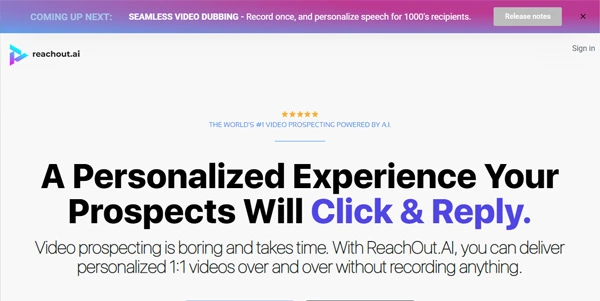 COMING UP NEXT: SEAMLESS VIDEO DUBBING - Record once, and personalize speech for 1000's recipients. Release notes ×
reachout.ai Sign in
★★★★★
THE WORLD'S #1 VIDEO PROSPECTING POWERED BY A.I.
A Personalized Experience Your
Prospects Will Click & Reply.
Video prospecting is boring and takes time. With ReachOut.AI, you can deliver
personalized 1:1 videos over and over without recording anything.